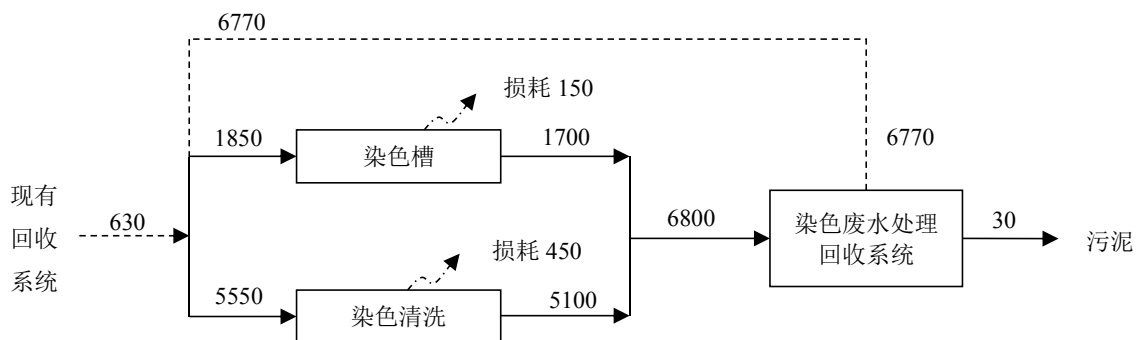 6770
损耗 150
1850
染色槽
1700
6770
现有
回收
系统
630
6800
染色废水处理
回收系统
30
污泥
损耗 450
5550
染色清洗
5100